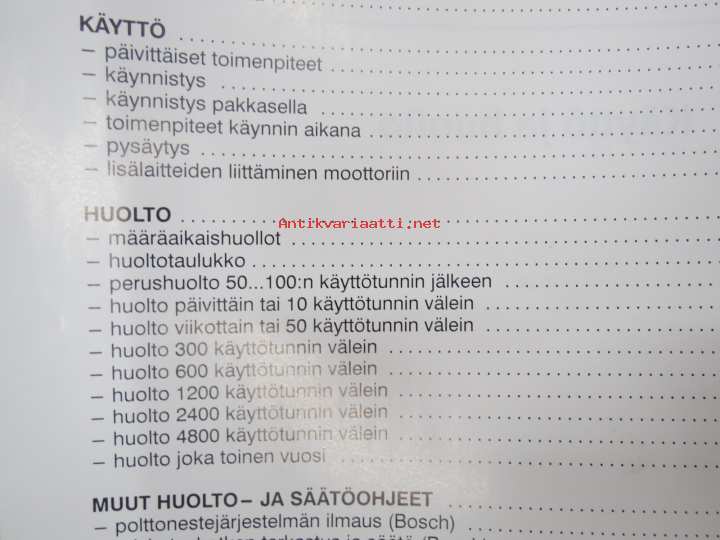 KÄYTTÖ
– päivittäiset toimenpiteet
– käynnistys
– käynnistys pakkasella
– toimenpiteet käynnin aikana
– pysäytys
– lisälaitteiden liittäminen moottoriin
HUOLTO
Antikvariaatti.net
– määräaikaishuollot
– huoltotaulukko
– perushuolto 50...100:n käyttötunnin jälkeen
– huolto päivittäin tai 10 käyttötunnin välein
– huolto viikottain tai 50 käyttötunnin välein
– huolto 300 käyttötunnin välein
– huolto 600 käyttötunnin välein
– huolto 1200 käyttötunnin välein
– huolto 2400 käyttötunnin välein
– huolto 4800 käyttötunnin välein
– huolto joka toinen vuosi
MUUT HUOLTO– JA SÄÄTÖOHJEET
– polttonestejärjestelmän ilmaus (Bosch)